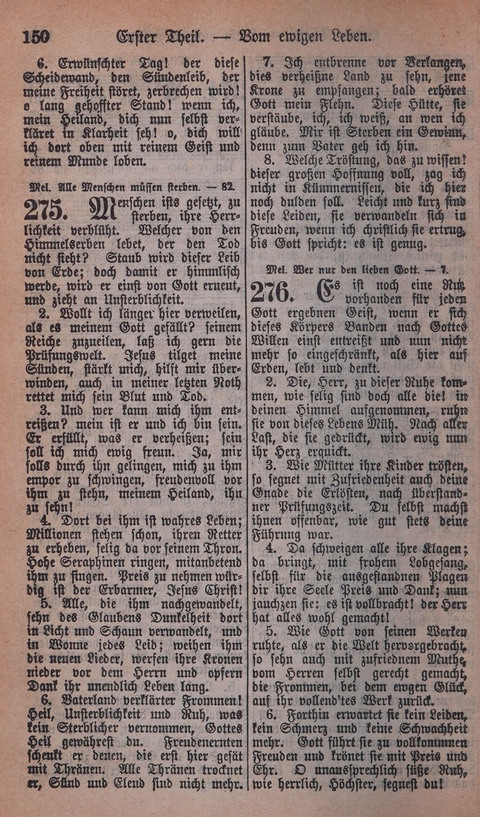 150 Erster Theil. — Vom ewigen Leben.
6. Erwünschter Tag! der diese
Scheidewand, den Sündenleib, der
meine Freiheit störet, zerbrechen wird!
o lang gehoffter Stand! wenn ich,
mein Heiland, dich nun selbst ver-
kläret in Klarheit seh! o, dich will
ich dort oben mit reinem Geist und
reinem Munde loben.
Mel. Alle Menschen müssen sterben. — 82.
275. Menschen ists gesetzt, zu
sterben, ihre Herr-
lichkeit verblüht. Welcher von den
Himmelserben lebet, der den Tod
nicht sieht? Staub wird dieser Leib
von Erde; doch damit er himmlisch
werde, wird er einst von Gott erneut,
und zieht an Unsterblichkeit.
2. Wollt ich länger hier verweilen,
als es meinem Gott gefällt? seinem
Reiche zuzueilen, laß ich gern die
Prüfungswelt. Jesus tilget meine
Sünden, stärkt mich, hilft mir über-
winden, auch in meiner letzten Noth
rettet mich sein Blut und Tod.
3. Und wer kann mich ihm ent-
reißen? mein ist er und ich bin sein.
Er erfüllt, was er verheißen; sein
soll ich mich ewig freun. Ja, mir
solls durch ihn gelingen, mich zu ihm
empor zu schwingen, freudenvoll vor
ihm zu stehn, meinem Heiland, ihn
zu sehn!
4. Dort bei ihm ist wahres Leben;
Millionen stehen schon, ihren Retter
zu erheben, selig da vor seinem Thron.
Hohe Seraphinen ringen, mitanbetend
ihm zu singen. Preis zu nehmen wür-
dig ist der Erbarmer, Jesus Christ!
5. Alle, die ihm nachgewandelt,
sehn des Glaubens Dunkelheit dort
in Licht und Schaun verwandelt, und
in Wonne jedes Leid; weihen ihm
die neuen Lieder, werfen ihre Kronen
nieder vor dem Herrn und opfern
Dank ihr unendlich Leben lang.
6. Vaterland verklärter Frommen!
Heil, Unsterblichkeit und Ruh, was
kein Sterblicher vernommen, Gottes
Heil gewährest du. Freudenernten
schenkt er denen, die erst hier gesät
mit Thränen. Alle Thränen trocknet
er, Sünd und Elend sind nicht mehr.
7. Ich entbrenne vor Verlangen,
dies verheißne Land zu sehn, jene
Krone zu empfangen; bald erhöret
Gott mein Flehn. Diese Hütte, sie
verstäube, ich, ich weiß, an wen ich
gläube. Mir ist Sterben ein Gewinn,
denn zum Vater geh ich hin.
8. Welche Tröstung, das zu wissen!
dieser großen Hoffnung voll, zag ich
nicht in Kümmernissen, die ich hier
noch dulden soll. Leicht und kurz sind
diese Leiden, sie verwandeln sich in
Freuden, wenn ich christlich sie ertrug,
bis Gott spricht: es ist genug.
Mel. Wer nur den lieben Gott. — 7.
276. Es ist noch eine Ruh
vorhanden für jeden
Gott ergebnen Geist, wenn er sich
dieses Körpers Banden nach Gottes
Willen einst entreißt und nun nicht
mehr so eingeschränkt, als hier auf
Erden, lebt und denkt.
2. Die, Herr, zu dieser Ruhe kom-
men, wie selig sind doch alle die! in
deinen Himmel aufgenommen, ruhn
sie von dieses Lebens Müh. Nach aller
Last, die sie gedrückt, wird ewig nun
ihr Herz erquickt.
3. Wie Mütter ihre Kinder trösten,
so segnet mit Zufriedenheit auch deine
Gnade die Erlösten, nach überstand-
ner Prüfungszeit. Du selbst machst
ihnen offenbar, wie gut stets deine
Führung war.
4. Da schweigen alle ihre Klagen;
da bringt, mit frohem Lobgesang,
selbst für die ausgestandnen Plagen
dir ihre Seele Preis und Dank; nun
jauchzen sie: es ist vollbracht! der Herr
hat alles wohl gemacht!
5. Wie Gott von seinen Werken
ruhte, als er die Welt hervorgebracht,
so sehn auch mit zufriednem Muthe,
vom Herren selbst gerecht gemacht,
die Frommen, bei dem ewgen Glück,
auf ihr vollend'tes Werk zurück.
6. Forthin erwartet sie kein Leiden,
kein Schmerz und keine Schwachheit
mehr. Gott führt sie zu vollkommnen
Freuden und krönet sie mit Preis und
Ehr. O unaussprechlich süße Ruh,
wie herrlich, Höchster, segnest du!